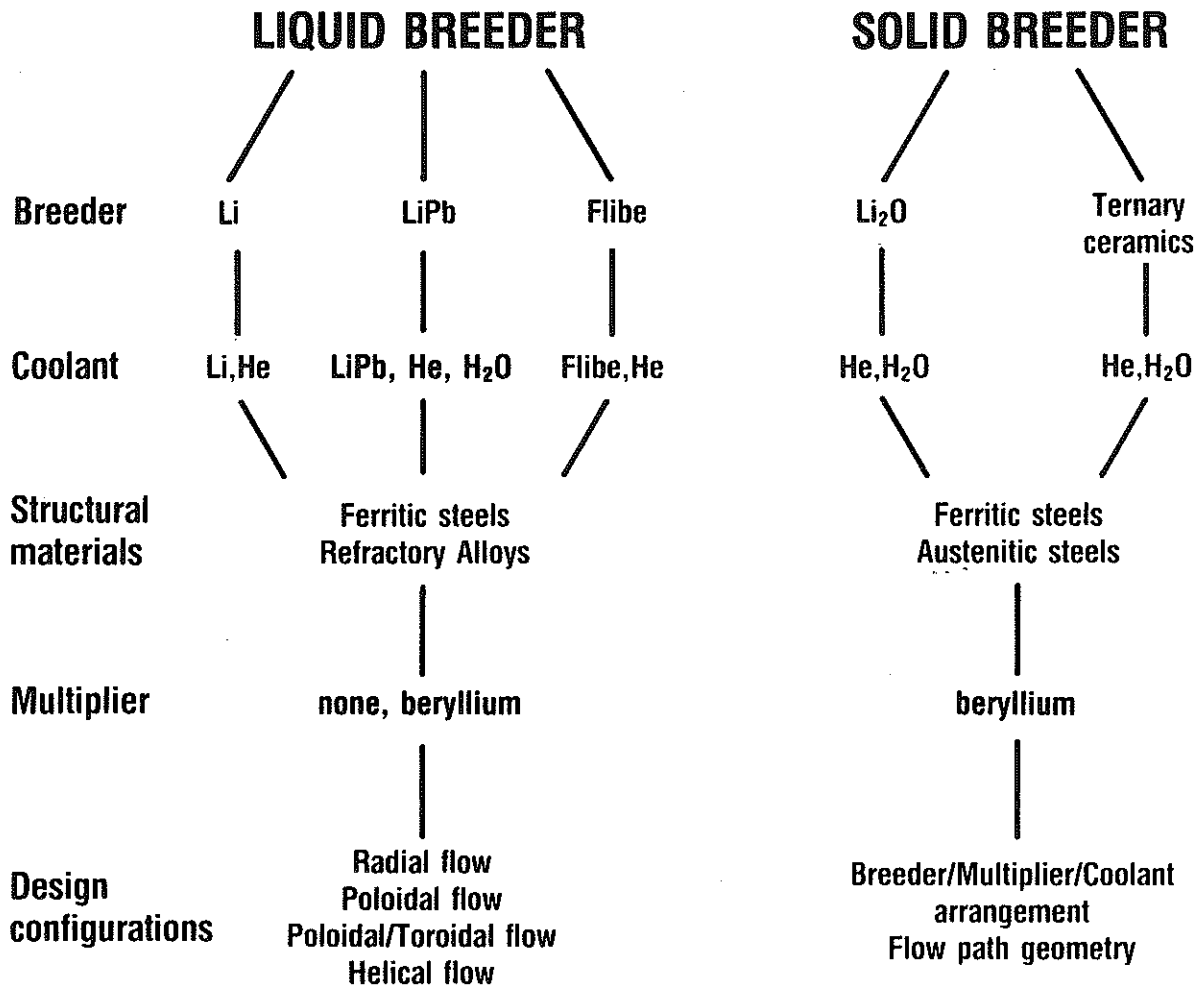 LIQUID BREEDER SOLID BREEDER
Breeder Li LiPb Flibe Li₂O Ternary
ceramics
Coolant Li,He LiPb, He, H₂O Flibe,He He,H₂O He,H₂O
Structural
materials
Ferritic steels
Refractory Alloys
Ferritic steels
Austenitic steels
Multiplier none, beryllium beryllium
Design
configurations
Radial flow
Poloidal flow
Poloidal/Toroidal flow
Helical flow
Breeder/Multiplier/Coolant
arrangement
Flow path geometry